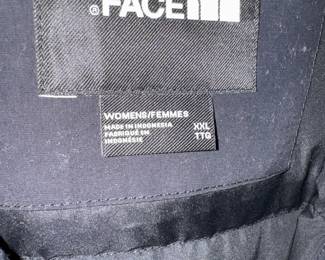 FACE
WOMENS/FEMMES
MADE IN INDONESIA
FABRIQUÉ EN
INDONÉSIE
XXL
TTG